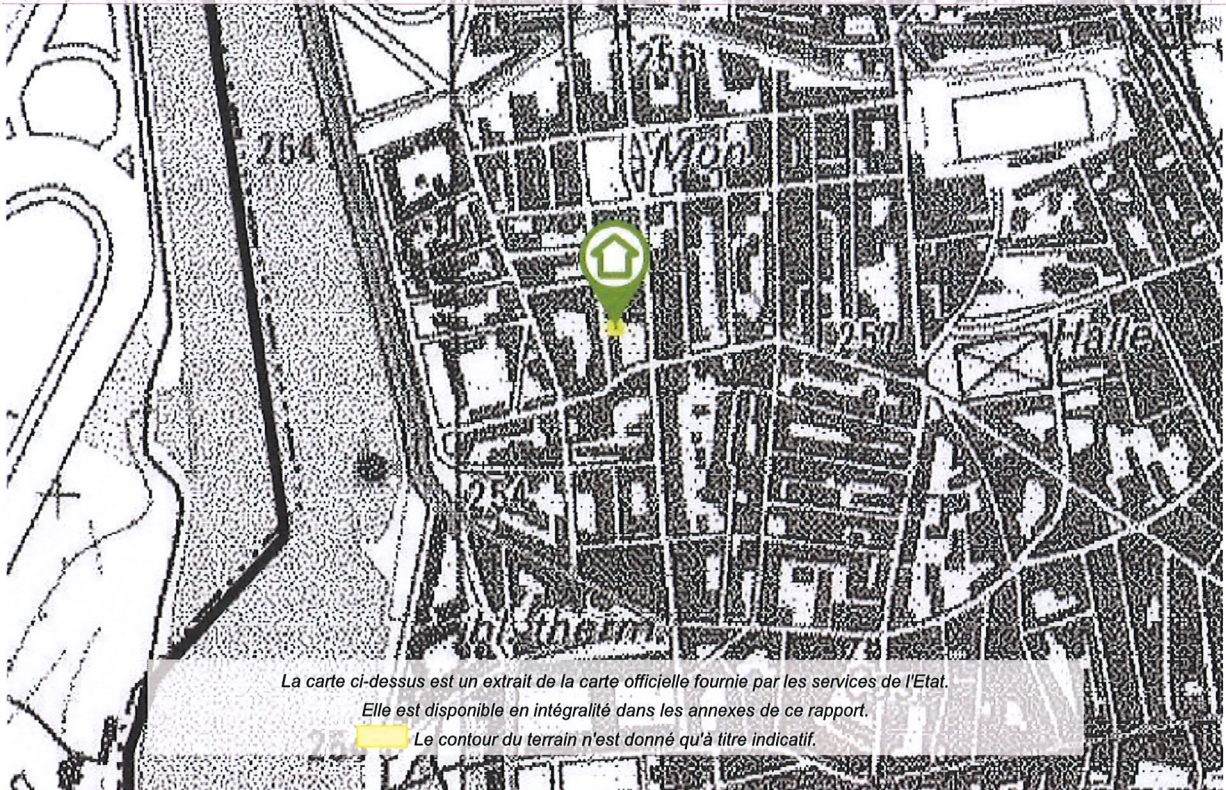 256
264
Mon
257
Halle
254
La carte ci-dessus est un extrait de la carte officielle fournie par les services de l'Etat.
Elle est disponible en intégralité dans les annexes de ce rapport.
Le contour du terrain n'est donné qu'à titre indicatif.